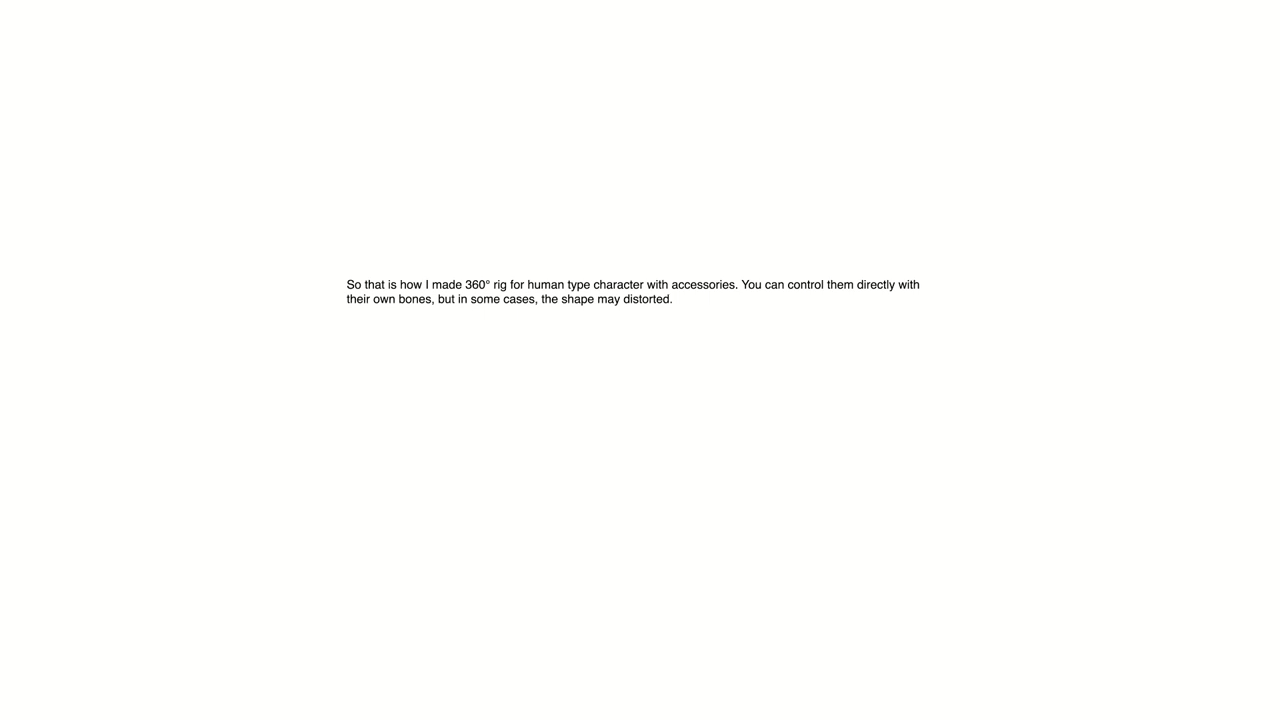 So that is how I made 360° rig for human type character with accessories. You can control them directly with
their own bones, but in some cases, the shape may distorted.